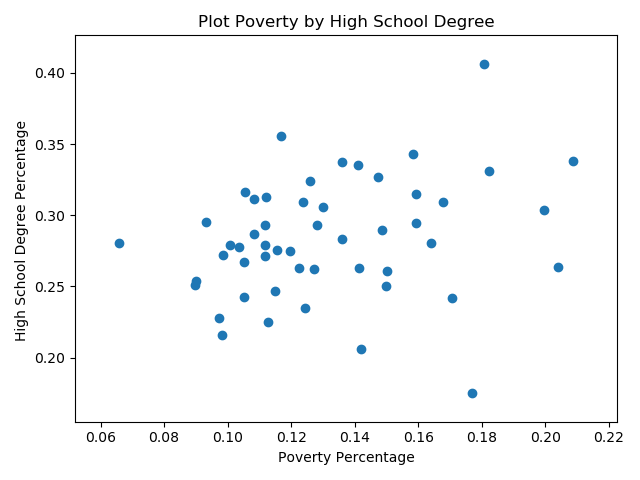 Plot Poverty by High School Degree
High School Degree Percentage
0.40
0.35
0.30
0.25
0.20
0.06 0.08 0.10 0.12 0.14 0.16 0.18 0.20 0.22
Poverty Percentage